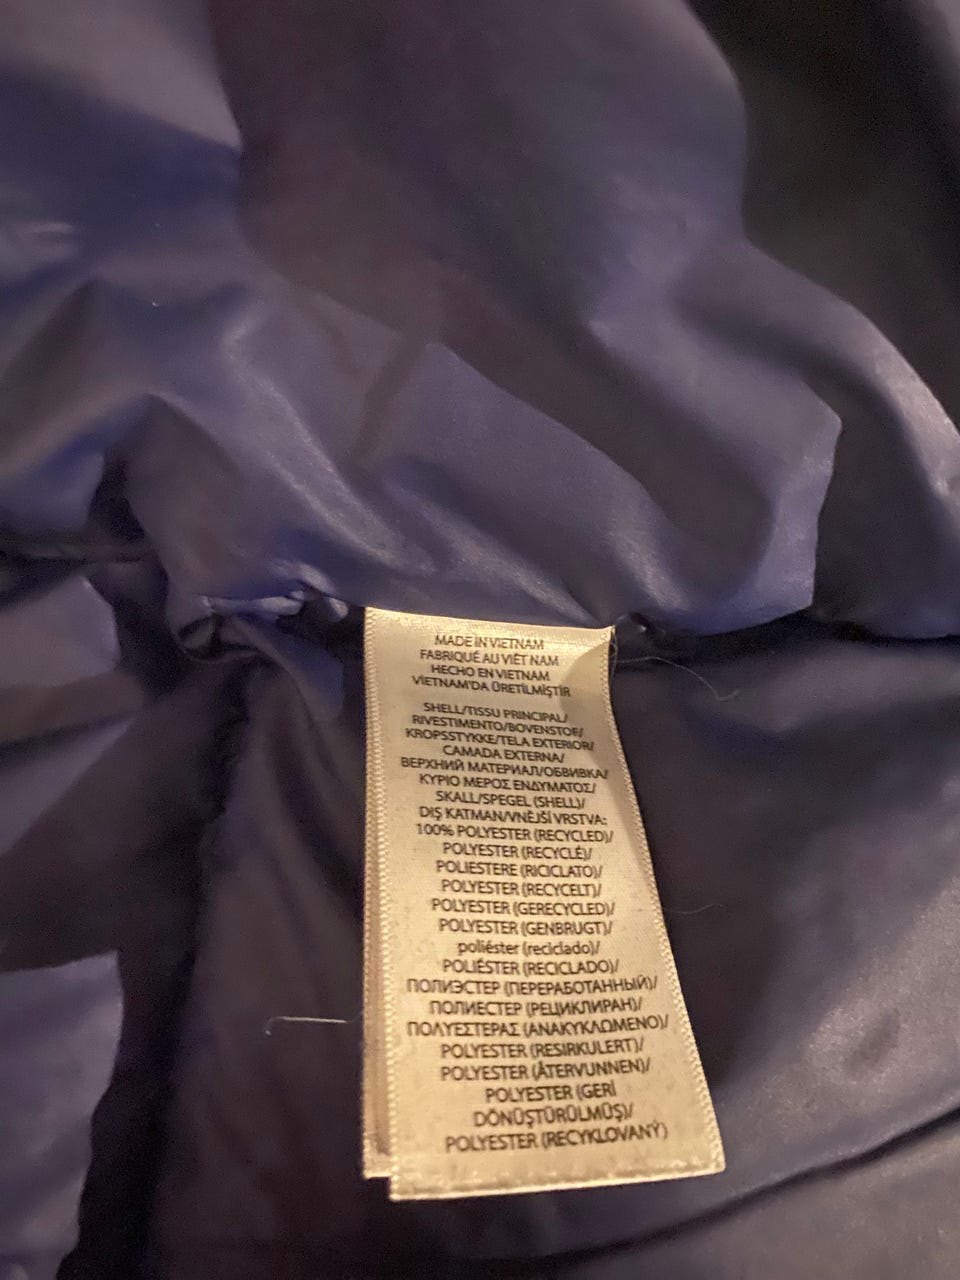 MADE IN VIETNAM
FABRIQUÉ AU VIÊT NAM
HECHO EN VIETNAM
VİETNAM'DA ÜRETİLMİŞTİR
SHELL/TISSU PRINCIPAL/
RIVESTIMENTO/BOVENSTOF/
KROPSSTYKKE/TELA EXTERIOR/
CAMADA EXTERNA/
ВЕРХНИЙ МАТЕРИАЛ/ОБВИВКА/
ΚΥΡΙΟ ΜΕΡΟΣ ΕΝΔΥΜΑΤΟΣ/
SKALL/SPEGEL (SHELL)/
DIŞ KATMAN/VNĚJŠÍ VRSTVA:
100% POLYESTER (RECYCLED)/
POLYESTER (RECYCLÉ)/
POLIESTERE (RICICLATO)/
POLYESTER (RECYCELT)/
POLYESTER (GERECYCLED)/
POLYESTER (GENBRUGT)/
poliéster (reciclado)/
POLIÉSTER (RECICLADO)/
ПОЛИЭСТЕР (ПЕРЕРАБОТАННЫЙ)/
ПОЛИЕСТЕР (РЕЦИКЛИРАН)/
ΠΟΛΥΕΣΤΕΡΑΣ (ΑΝΑΚΥΚΛΩΜΕΝΟ)/
POLYESTER (RESIRKULERT)/
POLYESTER (ÅTERVUNNEN)/
POLYESTER (GERİ
DÖNÜŞTÜRÜLMÜŞ)/
POLYESTER (RECYKLOVANÝ)